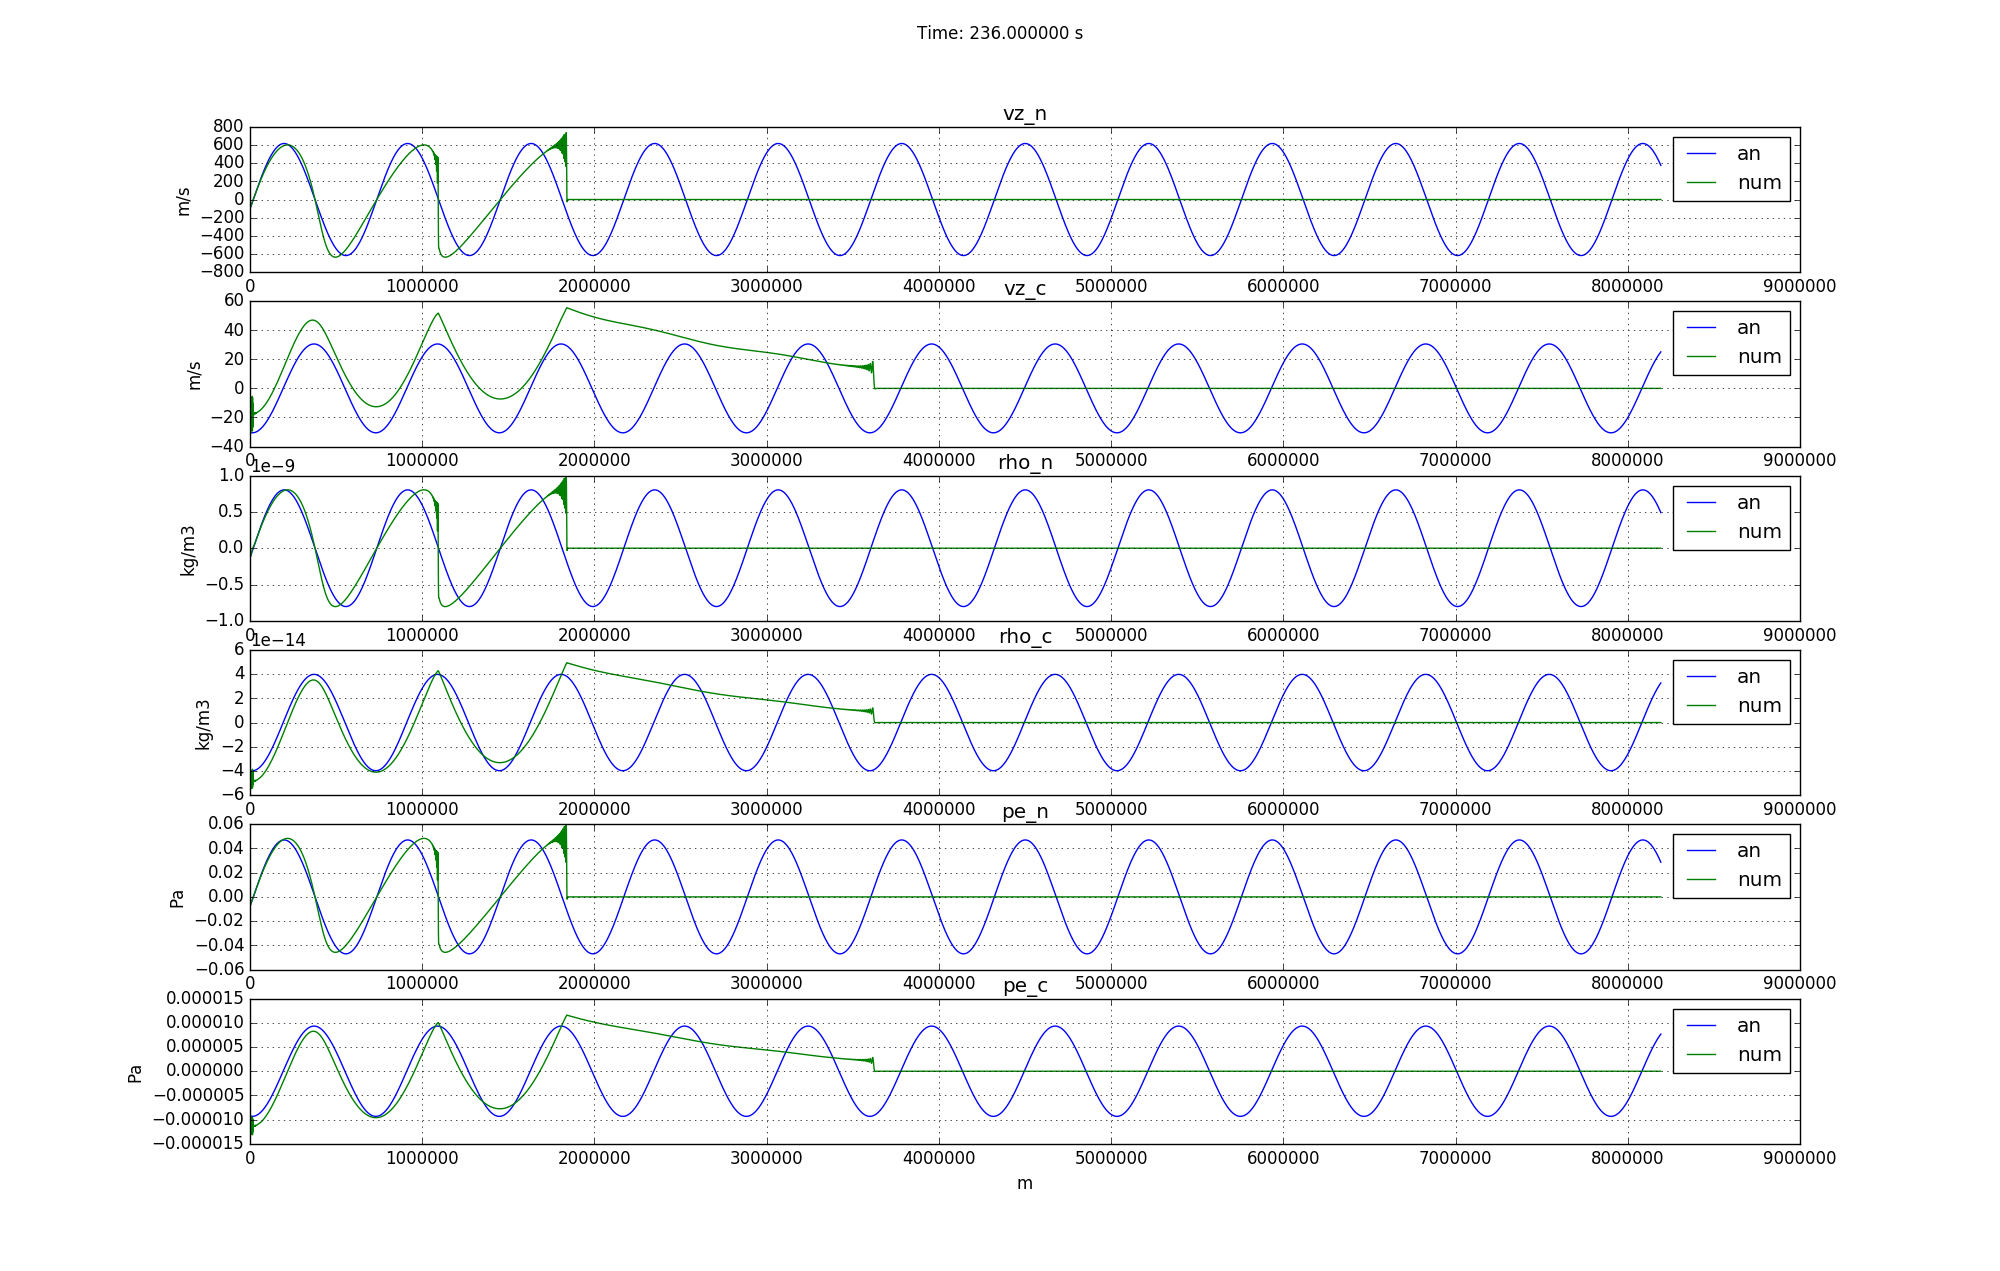 Time: 236.000000 s
vz_n
800
600
400
200
0
−200
−400
−600
−800
m/s
an
num
0 1000000 2000000 3000000 4000000 5000000 6000000 7000000 8000000 9000000
vz_c
60
40
20
0
−20
−40
m/s
an
num
0 1000000 2000000 3000000 4000000 5000000 6000000 7000000 8000000 9000000
1e−9
rho_n
1.0
0.5
0.0
−0.5
−1.0
kg/m3
an
num
0 1000000 2000000 3000000 4000000 5000000 6000000 7000000 8000000 9000000
1e−14
rho_c
6
4
2
0
−2
−4
−6
kg/m3
an
num
0 1000000 2000000 3000000 4000000 5000000 6000000 7000000 8000000 9000000
pe_n
0.06
0.04
0.02
0.00
−0.02
−0.04
−0.06
Pa
an
num
0 1000000 2000000 3000000 4000000 5000000 6000000 7000000 8000000 9000000
pe_c
0.000015
0.000010
0.000005
0.000000
−0.000005
−0.000010
−0.000015
Pa
an
num
0 1000000 2000000 3000000 4000000 5000000 6000000 7000000 8000000 9000000
m